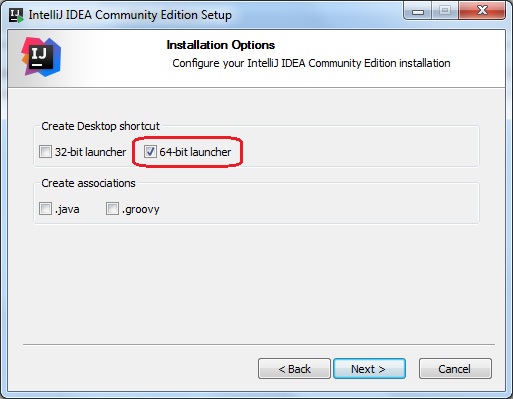 IntelliJ IDEA Community Edition Setup
IJ
Installation Options
Configure your IntelliJ IDEA Community Edition installation
Create Desktop shortcut
32-bit launcher 64-bit launcher
Create associations
.java .groovy
< Back Next > Cancel